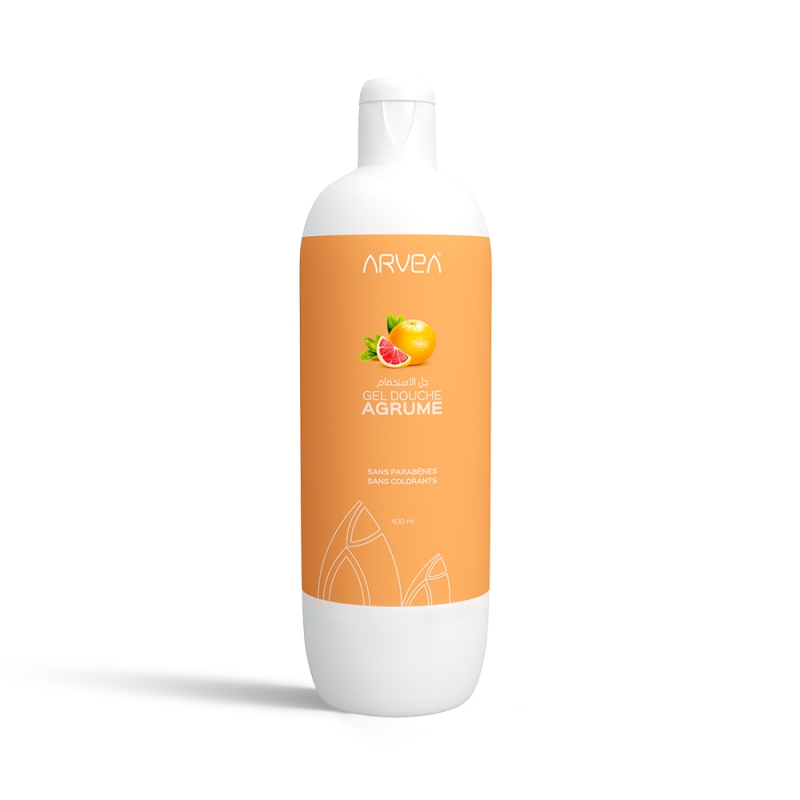 ARVEA®
جل الاستحمام
GEL DOUCHE
AGRUME
SANS PARABÈNES
SANS COLORANTS
400 ml